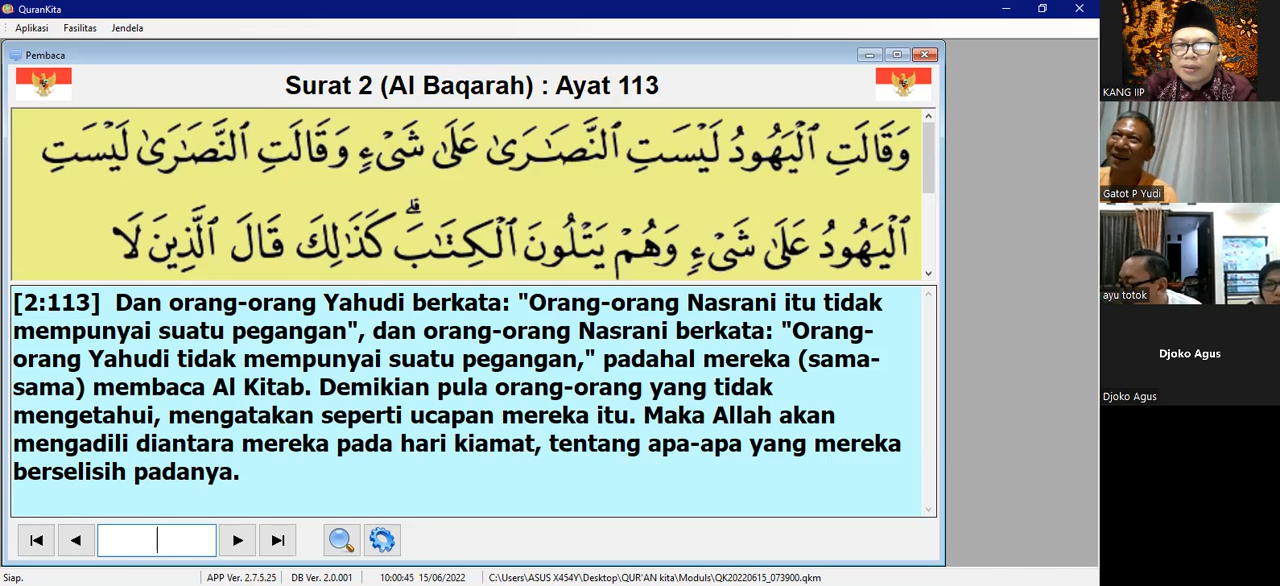 QuranKita
Aplikasi Fasilitas Jendela
Pembaca
Surat 2 (Al Baqarah) : Ayat 113
وَقَالَتِ ٱلۡيَهُودُ لَيۡسَتِ ٱلنَّصَـٰرَىٰ عَلَىٰ شَىۡءٍ وَقَالَتِ ٱلنَّصَـٰرَىٰ لَيۡسَتِ
ٱلۡيَهُودُ عَلَىٰ شَىۡءٍ وَهُمۡ يَتۡلُونَ ٱلۡكِتَـٰبَ‌ۗ كَذَٲلِكَ قَالَ ٱلَّذِينَ لَا
[2:113] Dan orang-orang Yahudi berkata: "Orang-orang Nasrani itu tidak
mempunyai suatu pegangan", dan orang-orang Nasrani berkata: "Orang-
orang Yahudi tidak mempunyai suatu pegangan," padahal mereka (sama-
sama) membaca Al Kitab. Demikian pula orang-orang yang tidak
mengetahui, mengatakan seperti ucapan mereka itu. Maka Allah akan
mengadili diantara mereka pada hari kiamat, tentang apa-apa yang mereka
berselisih padanya.
Siap. APP Ver. 2.7.5.25 DB Ver. 2.0.001 10:00:45 15/06/2022 C:\Users\ASUS X454Y\Desktop\QUR'AN kita\Moduls\QK20220615_073900.qkm
KANG IIP
Gatot P Yudi
ayu totok
Djoko Agus
Djoko Agus